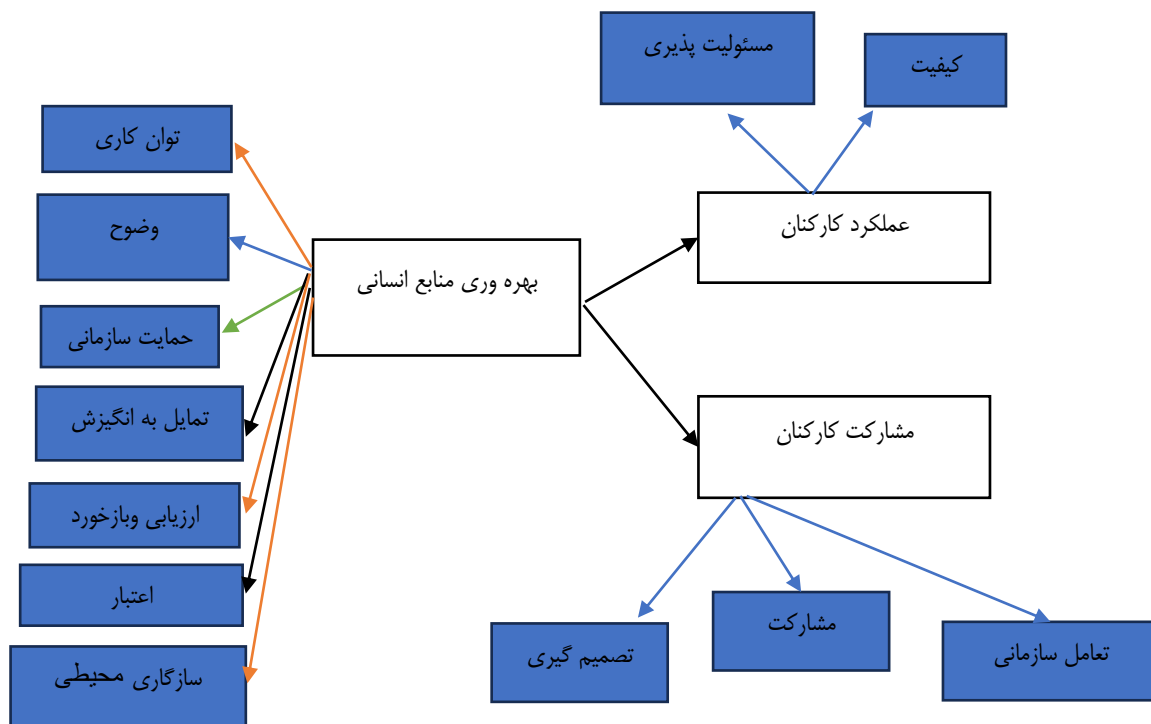 مسئولیت پذیری
کیفیت
توان کاری
وضوح
عملکرد کارکنان
بهره وری منابع انسانی
حمایت سازمانی
تمایل به انگیزش
مشارکت کارکنان
ارزیابی وبازخورد
اعتبار
مشارکت
تصمیم گیری
تعامل سازمانی
سازگاری محیطی